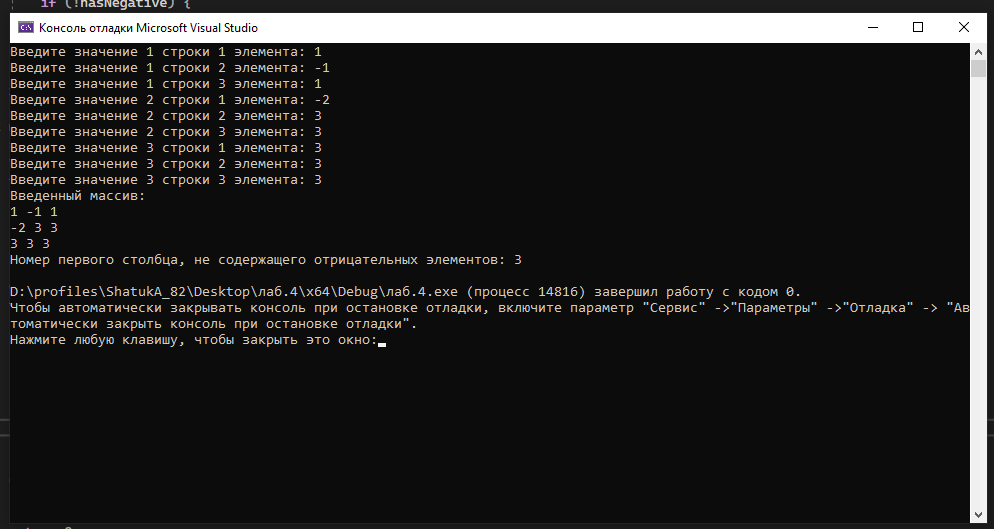 if (!hasNegative) {
Консоль отладки Microsoft Visual Studio
Введите значение 1 строки 1 элемента: 1
Введите значение 1 строки 2 элемента: -1
Введите значение 1 строки 3 элемента: 1
Введите значение 2 строки 1 элемента: -2
Введите значение 2 строки 2 элемента: 3
Введите значение 2 строки 3 элемента: 3
Введите значение 3 строки 1 элемента: 3
Введите значение 3 строки 2 элемента: 3
Введите значение 3 строки 3 элемента: 3
Введенный массив:
1 -1 1
-2 3 3
3 3 3
Номер первого столбца, не содержащего отрицательных элементов: 3
D:\profiles\ShatukA_82\Desktop\лаб.4\x64\Debug\лаб.4.exe (процесс 14816) завершил работу с кодом 0.
Чтобы автоматически закрывать консоль при остановке отладки, включите параметр "Сервис" ->"Параметры" ->"Отладка" -> "Ав
томатически закрыть консоль при остановке отладки".
Нажмите любую клавишу, чтобы закрыть это окно: